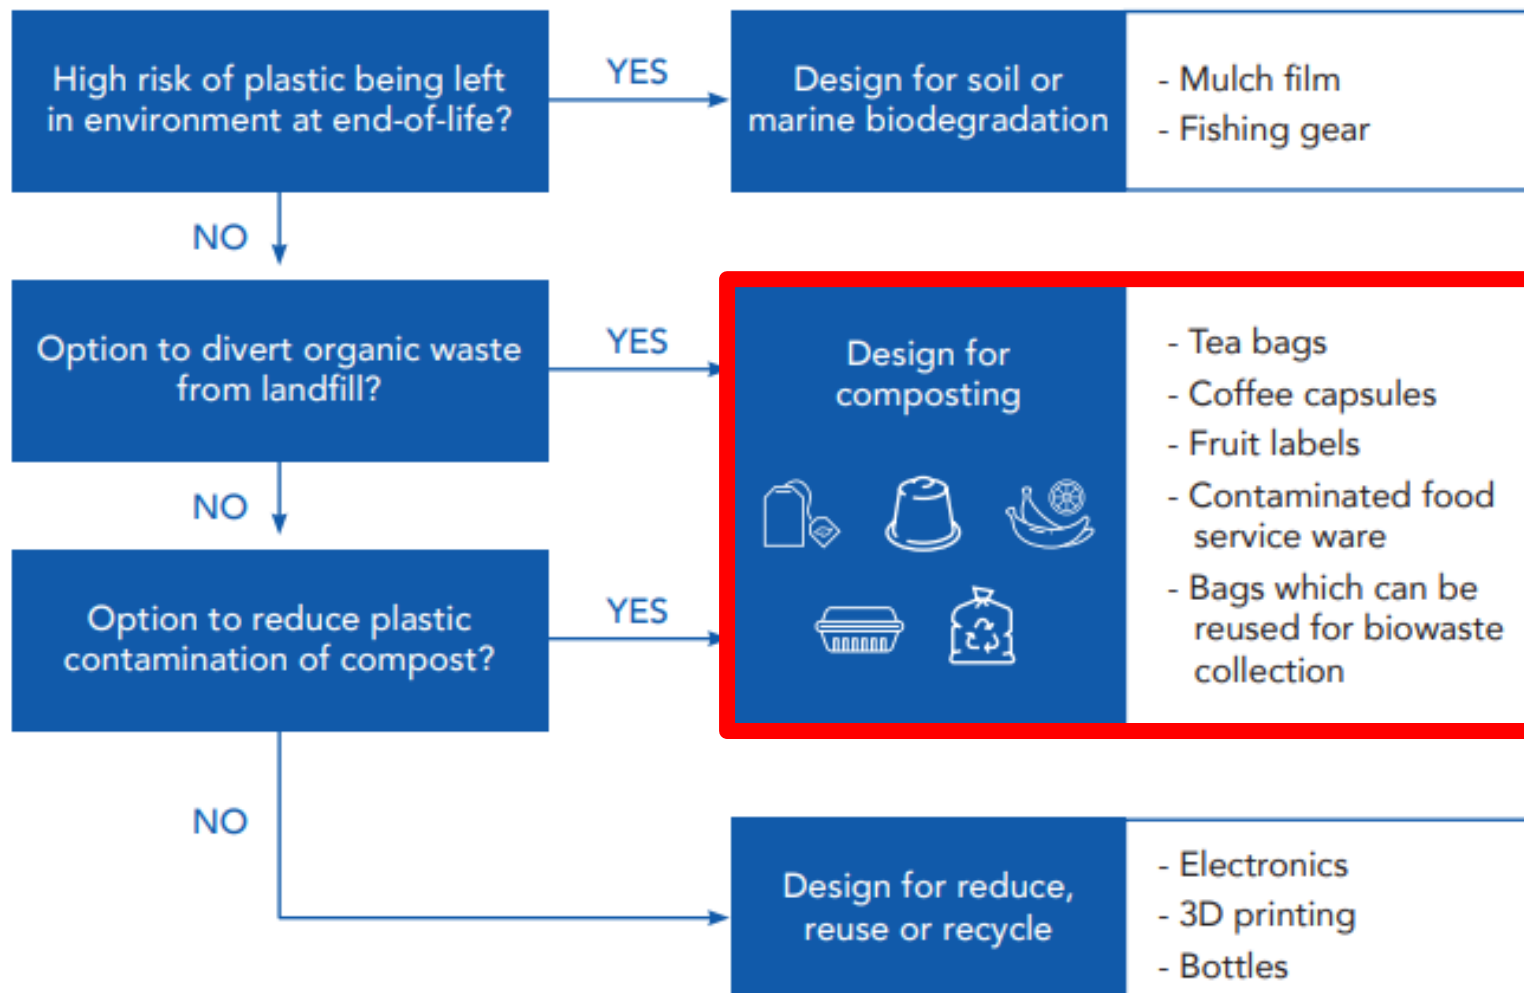 High risk of plastic being left
in environment at end-of-life?
YES
Design for soil or
marine biodegradation
- Mulch film
- Fishing gear
NO
Option to divert organic waste
from landfill?
YES
Design for
composting
- Tea bags
- Coffee capsules
- Fruit labels
- Contaminated food
service ware
- Bags which can be
reused for biowaste
collection
NO
Option to reduce plastic
contamination of compost?
YES
NO
Design for reduce,
reuse or recycle
- Electronics
- 3D printing
- Bottles